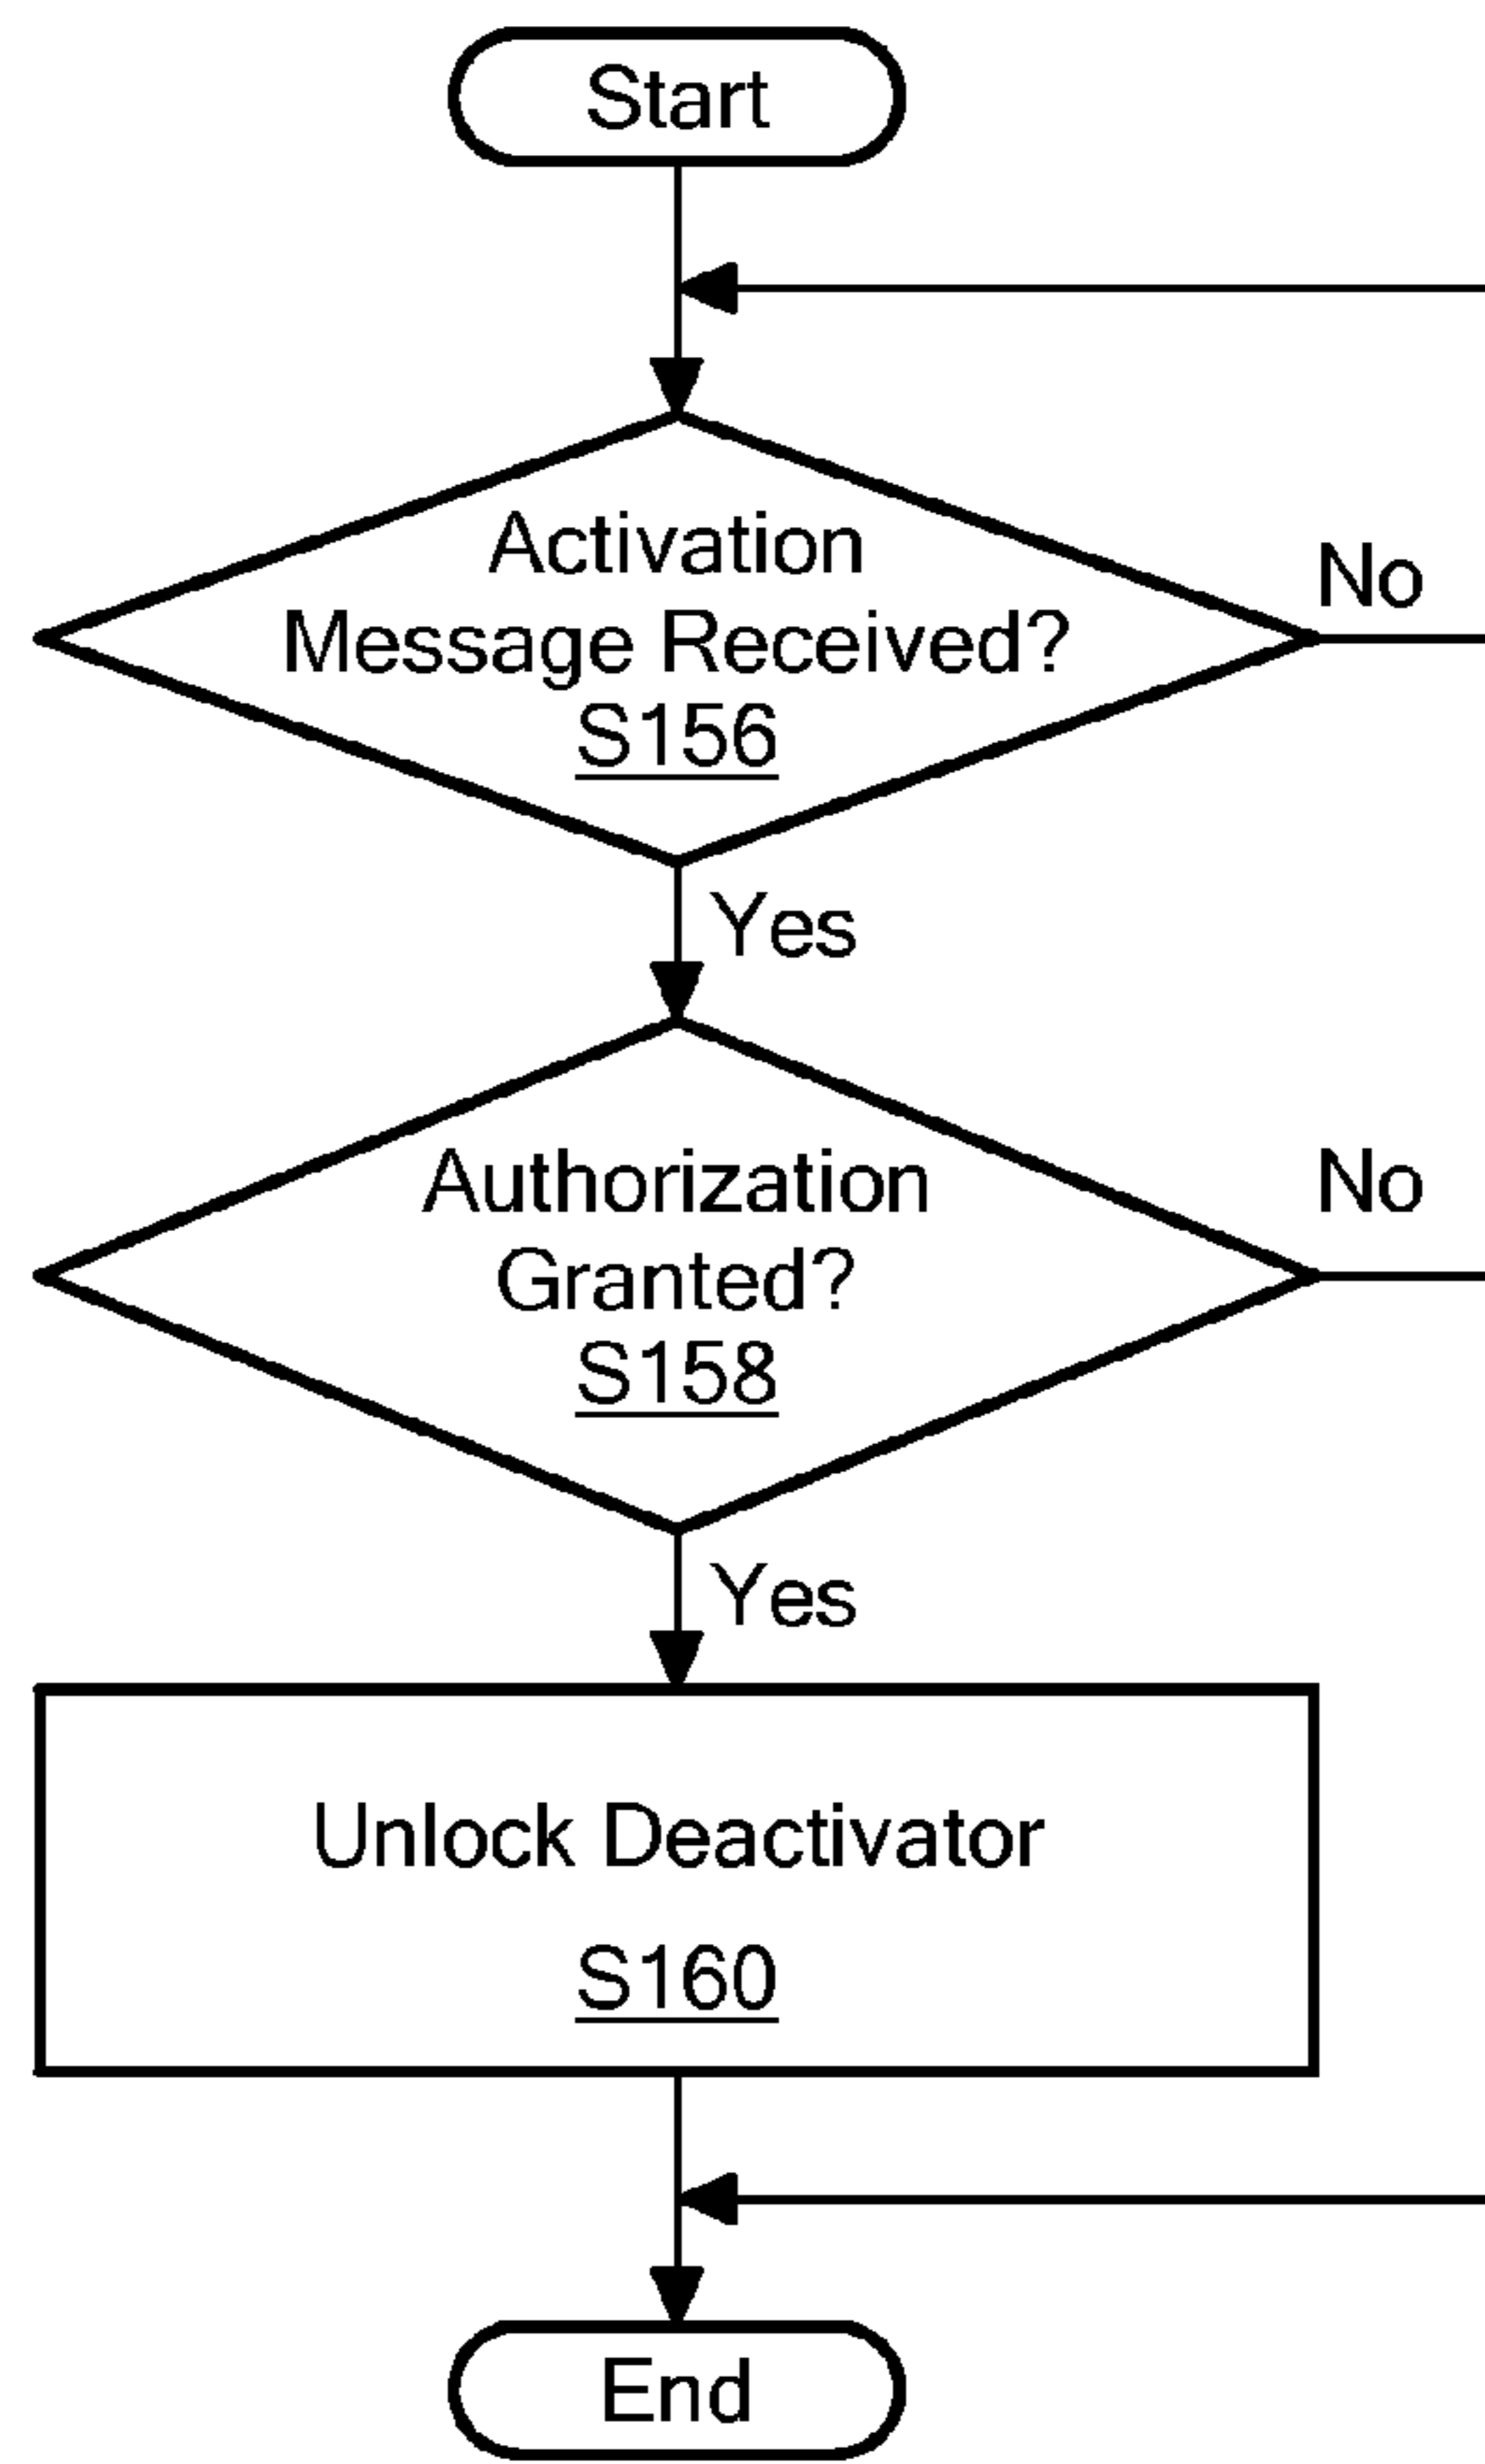 Start
Activation
Message Received?
S156
No
Yes
Authorization
Granted?
S158
No
Yes
Unlock Deactivator
S160
End